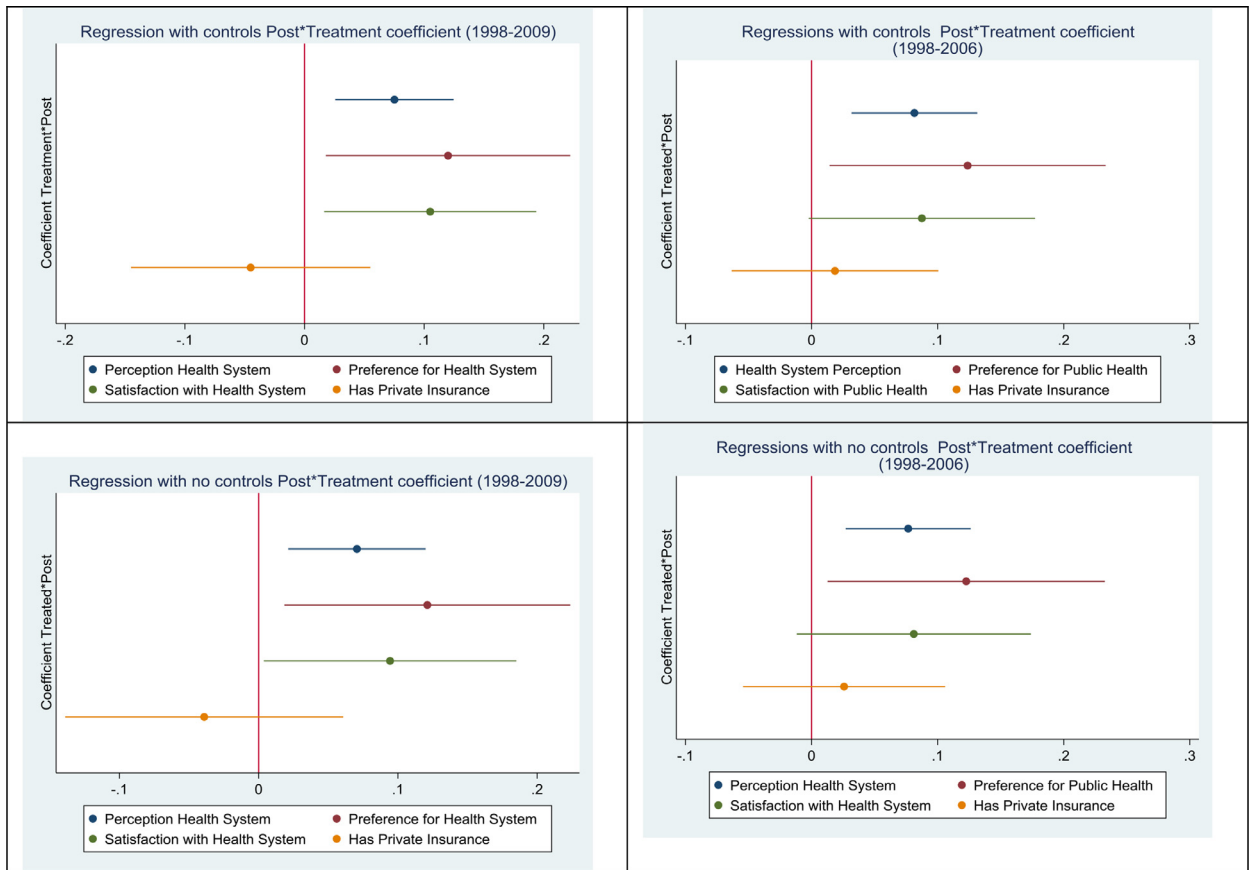 Regression with controls Post*Treatment coefficient (1998-2009)
Coefficient Treatment*Post
-.2 -.1 0 .1 .2
Perception Health System Preference for Health System
Satisfaction with Health System Has Private Insurance
Regressions with controls Post*Treatment coefficient
(1998-2006)
Coefficient Treated*Post
-.1 0 .1 .2 .3
Health System Perception Preference for Public Health
Satisfaction with Public Health Has Private Insurance
Regression with no controls Post*Treatment coefficient (1998-2009)
Coefficient Treated*Post
-.1 0 .1 .2
Perception Health System Preference for Health System
Satisfaction with Health System Has Private Insurance
Regressions with no controls Post*Treatment coefficient
(1998-2006)
Coefficient Treated*Post
-.1 0 .1 .2 .3
Perception Health System Preference for Public Health
Satisfaction with Health System Has Private Insurance